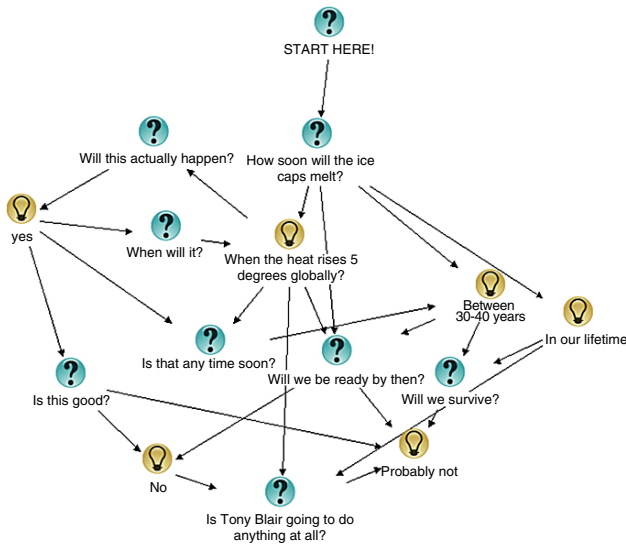 START HERE!
Will this actually happen?
How soon will the ice
caps melt?
yes
When will it?
When the heat rises 5
degrees globally?
Between
30-40 years
In our lifetime
Is that any time soon?
Will we be ready by then?
Is this good?
Will we survive?
No
Probably not
Is Tony Blair going to do
anything at all?